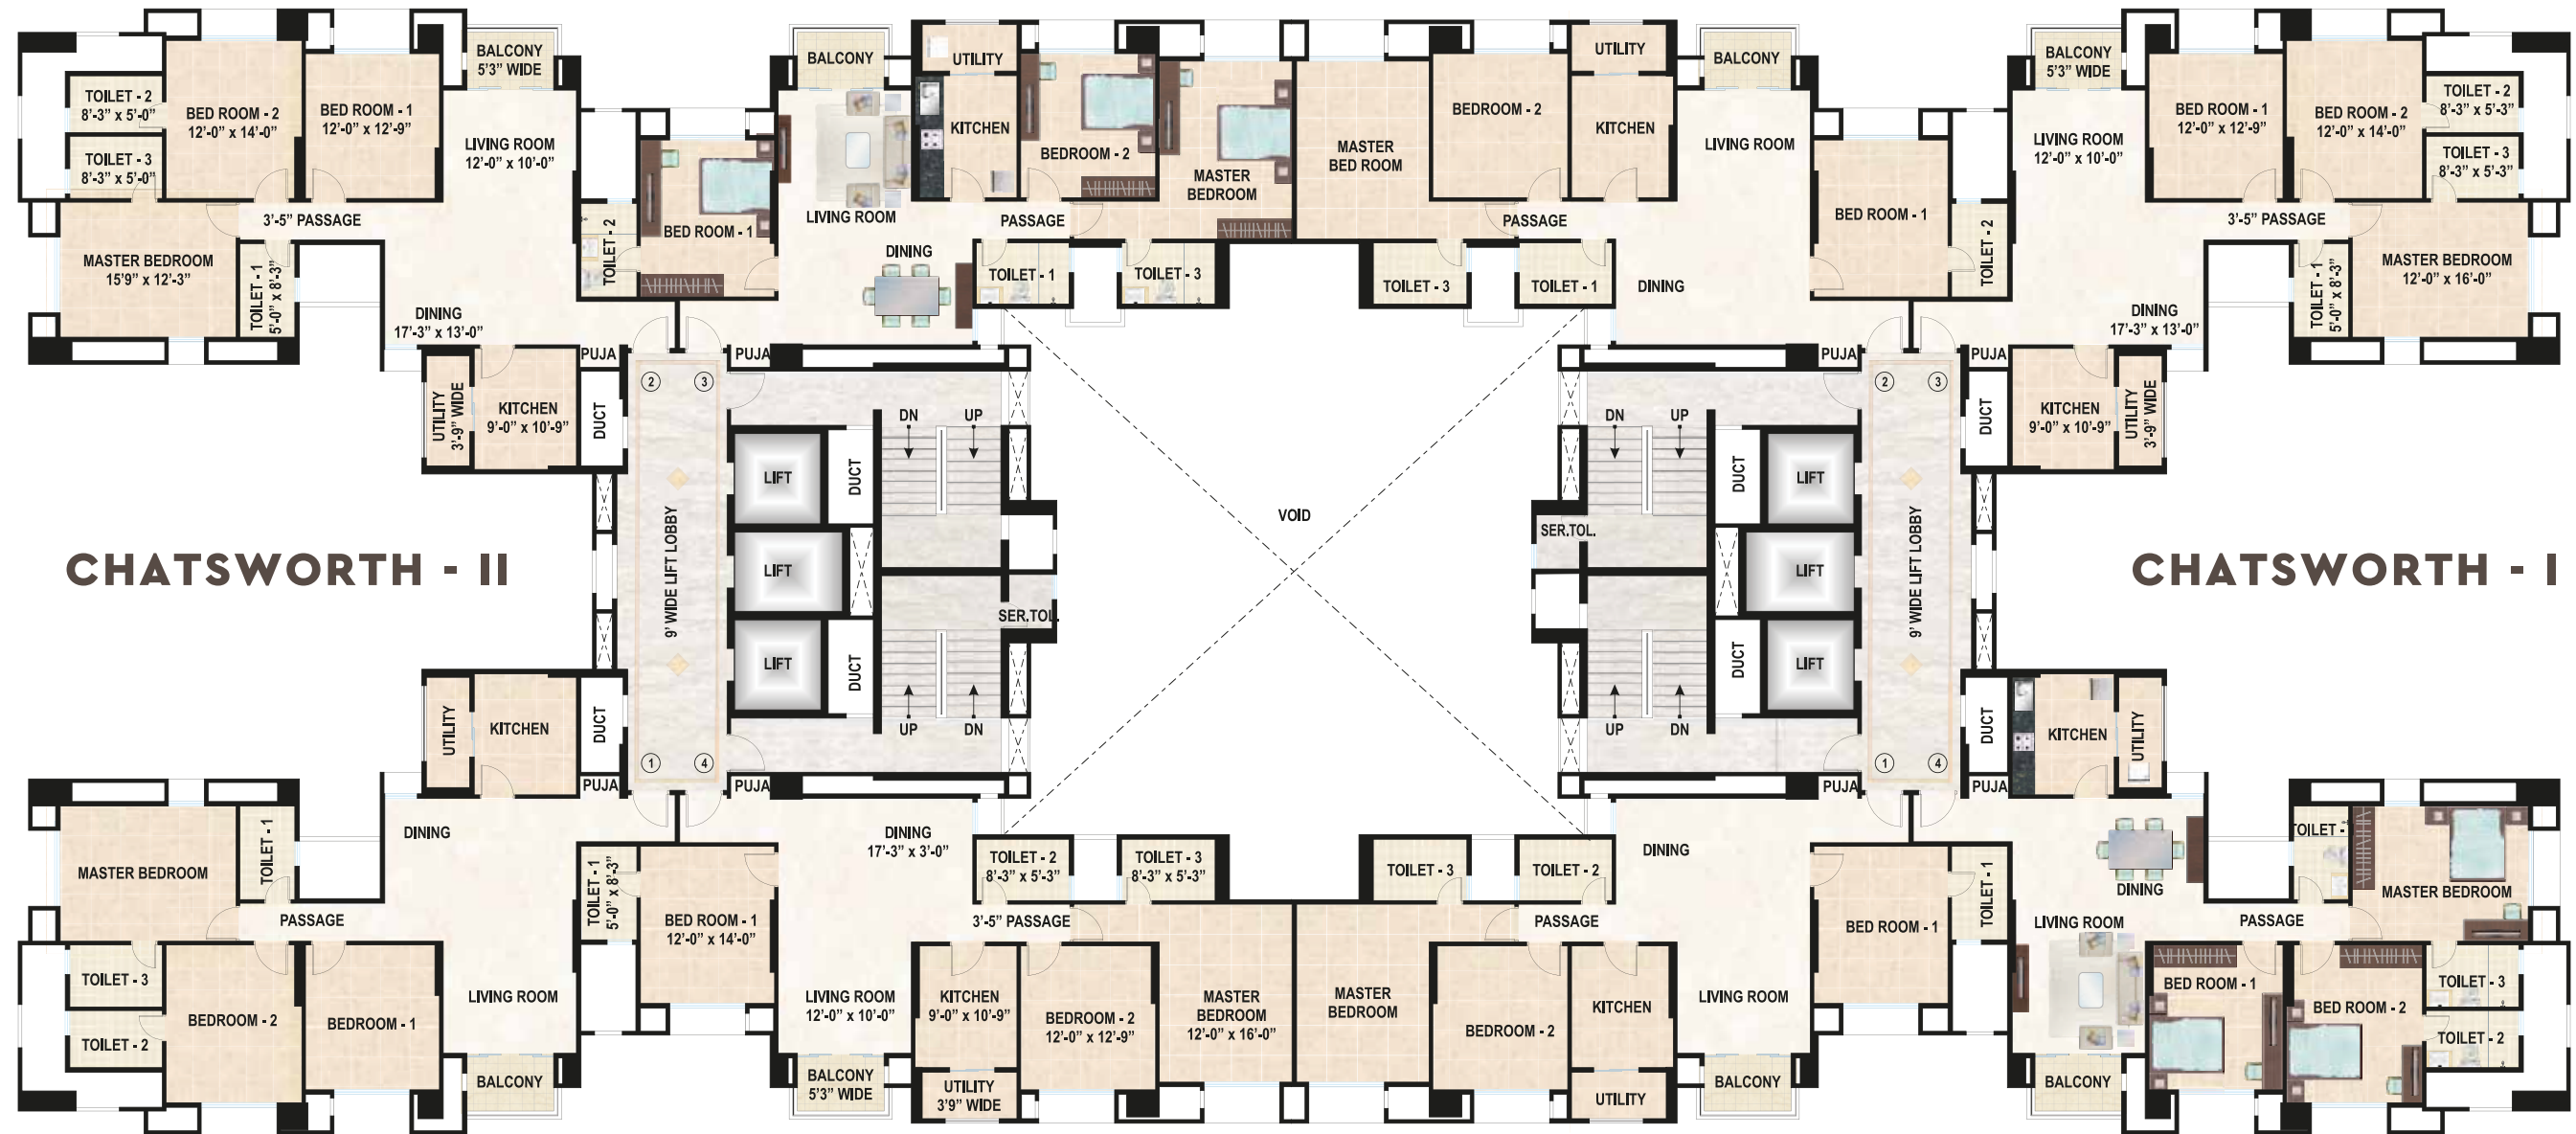 BALCONY
5'3” WIDE
TOILET - 2
8'-3” x 5'-0”
BED ROOM - 2
12'-0” x 14'-0”
BED ROOM - 1
12'-0” x 12'-9”
LIVING ROOM
12'-0” x 10'-0”
TOILET - 3
8'-3” x 5'-0”
3'-5” PASSAGE
MASTER BEDROOM
15'9” x 12'-3”
TOILET - 1
5'-0” x 8'-3”
DINING
17'-3” x 13'-0”
PUJA
UTILITY
3'-9” WIDE
KITCHEN
9'-0” x 10'-9”
DUCT
BALCONY
UTILITY
KITCHEN
BEDROOM - 2
MASTER
BEDROOM
LIVING ROOM
PASSAGE
BED ROOM - 1
TOILET - 2
DINING
TOILET - 1
TOILET - 3
PUJA
MASTER
BED ROOM
BEDROOM - 2
UTILITY
KITCHEN
BALCONY
LIVING ROOM
PASSAGE
BED ROOM - 1
TOILET - 2
TOILET - 3
TOILET - 1
DINING
PUJA
BALCONY
5'3” WIDE
BED ROOM - 1
12'-0” x 12'-9”
BED ROOM - 2
12'-0” x 14'-0”
TOILET - 2
8'-3” x 5'-3”
LIVING ROOM
12'-0” x 10'-0”
TOILET - 3
8'-3” x 5'-3”
3'-5” PASSAGE
MASTER BEDROOM
12'-0” x 16'-0”
TOILET - 1
5'-0” x 8'-3”
DINING
17'-3” x 13'-0”
PUJA
KITCHEN
9'-0” x 10'-9”
UTILITY
3'-9” WIDE
DUCT
2
3
DN
UP
LIFT
DUCT
9' WIDE LIFT LOBBY
LIFT
SER.TOL.
LIFT
DUCT
UP
DN
1
4
VOID
2
3
DN
UP
DUCT
LIFT
SER.TOL.
LIFT
9' WIDE LIFT LOBBY
DUCT
LIFT
UP
DN
1
4
CHATSWORTH - II
CHATSWORTH - I
UTILITY
KITCHEN
DUCT
PUJA
DINING
MASTER BEDROOM
TOILET - 1
PASSAGE
TOILET - 3
BEDROOM - 2
BEDROOM - 1
LIVING ROOM
TOILET - 2
BALCONY
PUJA
DINING
17'-3” x 3'-0”
TOILET - 1
5'-0” x 8'-3”
BED ROOM - 1
12'-0” x 14'-0”
TOILET - 2
8'-3” x 5'-3”
TOILET - 3
8'-3” x 5'-3”
3'-5” PASSAGE
LIVING ROOM
12'-0” x 10'-0”
KITCHEN
9'-0” x 10'-9”
BEDROOM - 2
12'-0” x 12'-9”
MASTER
BEDROOM
12'-0” x 16'-0”
BALCONY
5'3” WIDE
UTILITY
3'9” WIDE
PUJA
DINING
TOILET - 3
TOILET - 2
PASSAGE
BED ROOM - 1
MASTER
BEDROOM
BEDROOM - 2
KITCHEN
LIVING ROOM
UTILITY
BALCONY
DUCT
KITCHEN
UTILITY
PUJA
TOILET - 1
DINING
TOILET -
MASTER BEDROOM
LIVING ROOM
PASSAGE
BED ROOM - 1
BED ROOM - 2
TOILET - 3
TOILET - 2
BALCONY